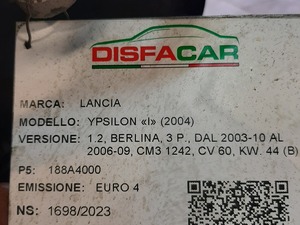 DISFACAR
MARCA: LANCIA
MODELLO: YPSILON «I» (2004)
VERSIONE: 1.2, BERLINA, 3 P., DAL 2003-10 AL
2006-09, CM3 1242, CV 60, KW. 44 (B)
P5: 188A4000
EMISSIONE: EURO 4
NS: 1698/2023